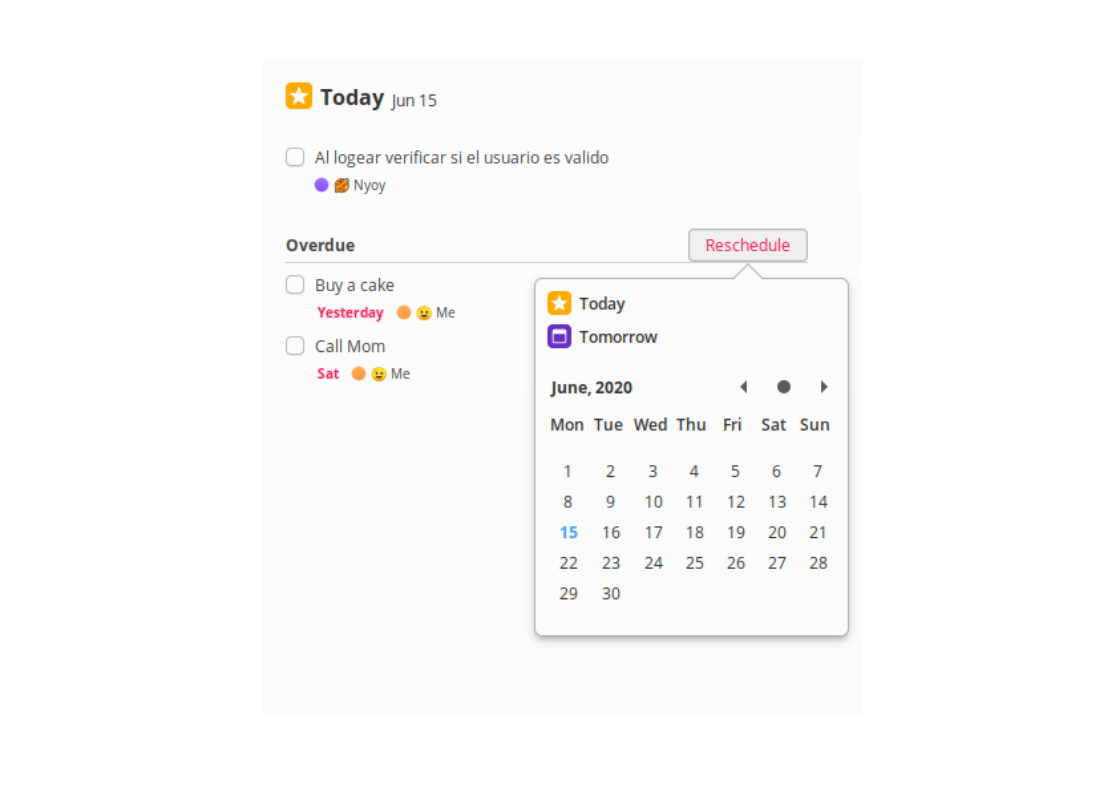 Today Jun 15
Al logear verificar si el usuario es valido
Nyoy
Overdue
Reschedule
Buy a cake
Yesterday Me
Call Mom
Sat Me
Today
Tomorrow
June, 2020
Mon Tue Wed Thu Fri Sat Sun
1 2 3 4 5 6 7
8 9 10 11 12 13 14
15 16 17 18 19 20 21
22 23 24 25 26 27 28
29 30